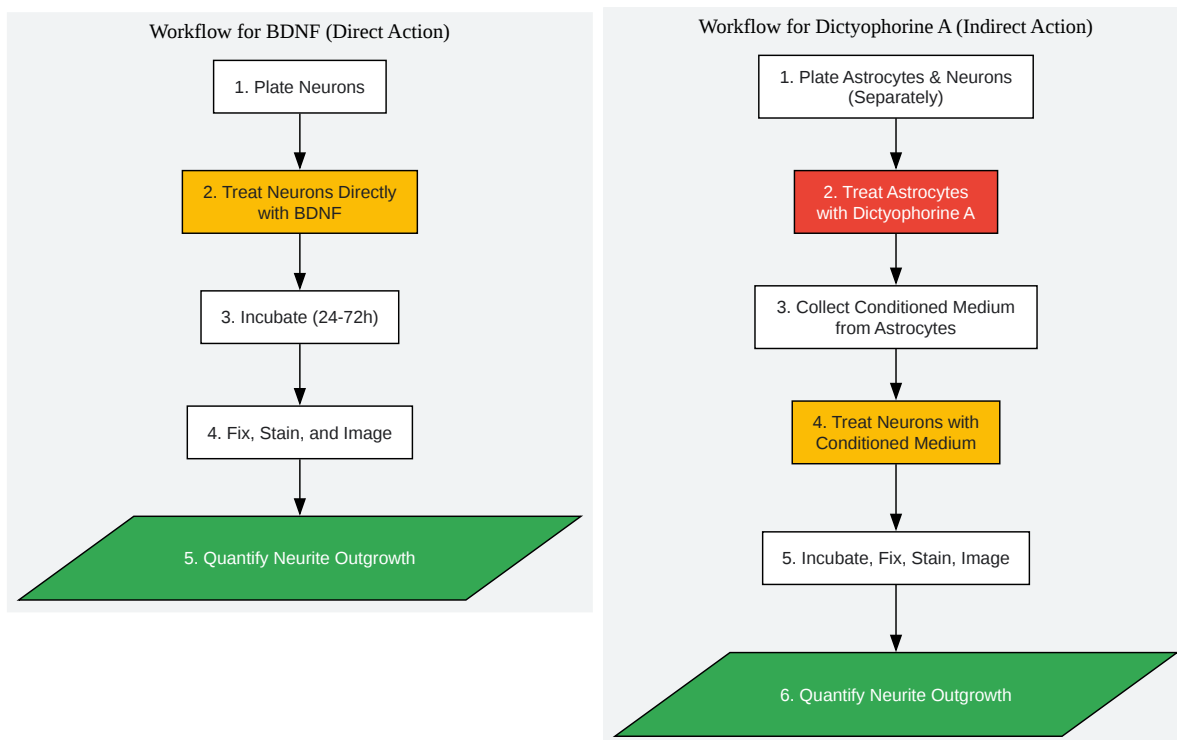 Workflow for BDNF (Direct Action)
1. Plate Neurons
2. Treat Neurons Directly
with BDNF
3. Incubate (24-72h)
4. Fix, Stain, and Image
5. Quantify Neurite Outgrowth
Workflow for Dictyophorine A (Indirect Action)
1. Plate Astrocytes & Neurons
(Separately)
2. Treat Astrocytes
with Dictyophorine A
3. Collect Conditioned Medium
from Astrocytes
4. Treat Neurons with
Conditioned Medium
5. Incubate, Fix, Stain, Image
6. Quantify Neurite Outgrowth